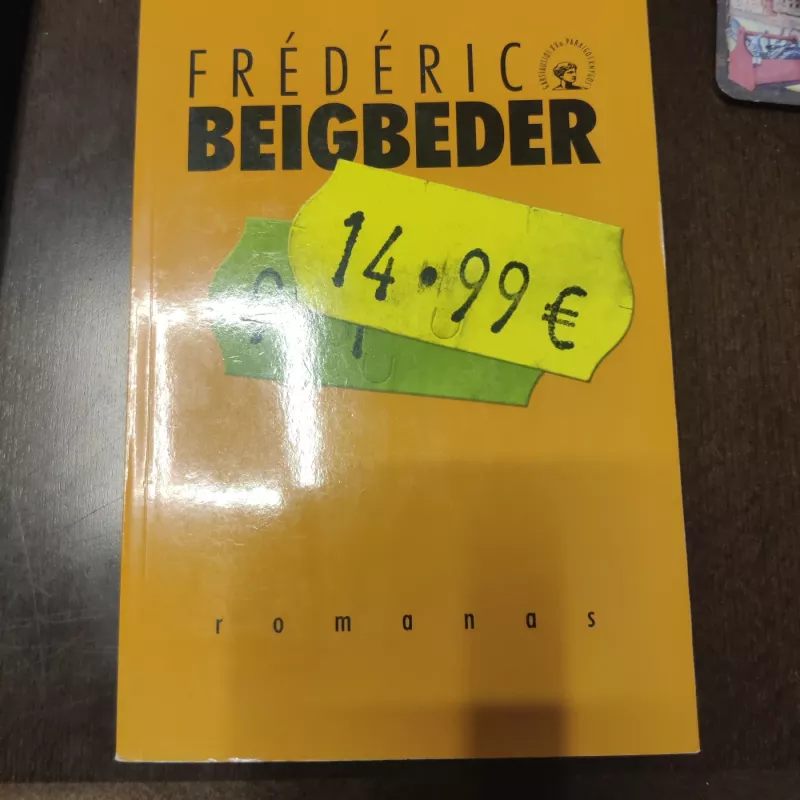 FRÉDÉRIC
BEIGBEDER
14.99€
romanas